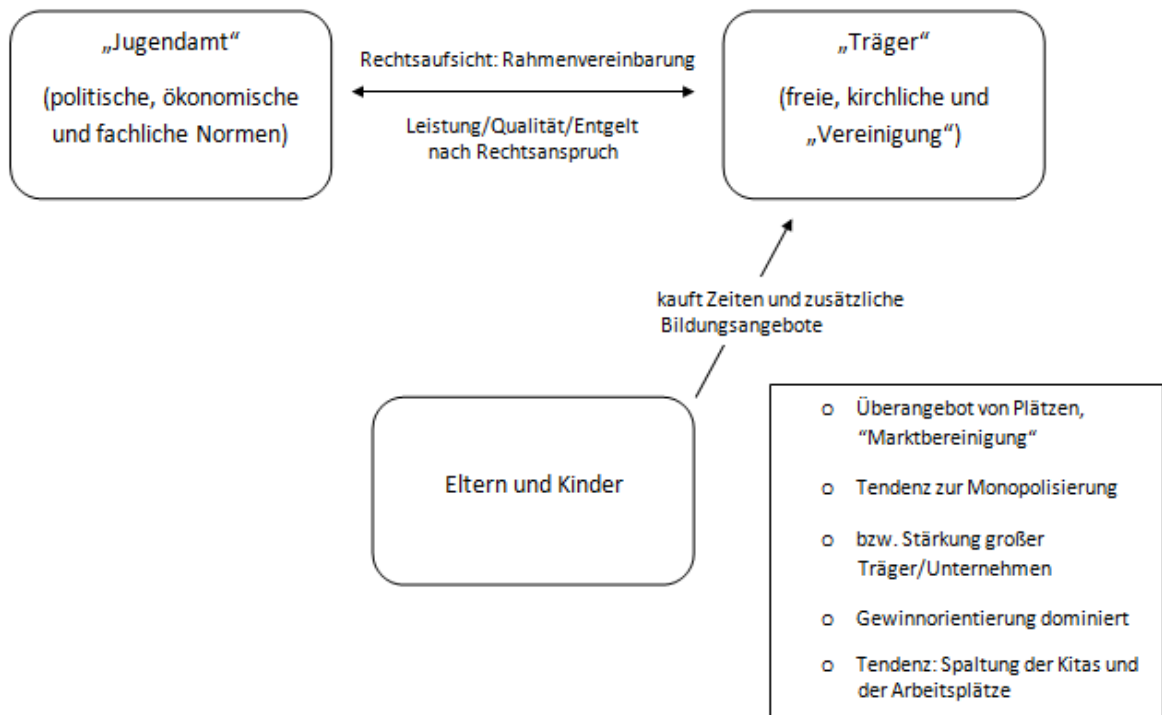 „Jugendamt“
(politische, ökonomische
und fachliche Normen)
Rechtsaufsicht: Rahmenvereinbarung
Leistung/Qualität/Entgelt
nach Rechtsanspruch
„Träger“
(freie, kirchliche und
„Vereinigung“)
kauft Zeiten und zusätzliche
Bildungsangebote
Eltern und Kinder
o Überangebot von Plätzen,
“Marktbereinigung“
o Tendenz zur Monopolisierung
o bzw. Stärkung großer
Träger/Unternehmen
o Gewinnorientierung dominiert
o Tendenz: Spaltung der Kitas und
der Arbeitsplätze